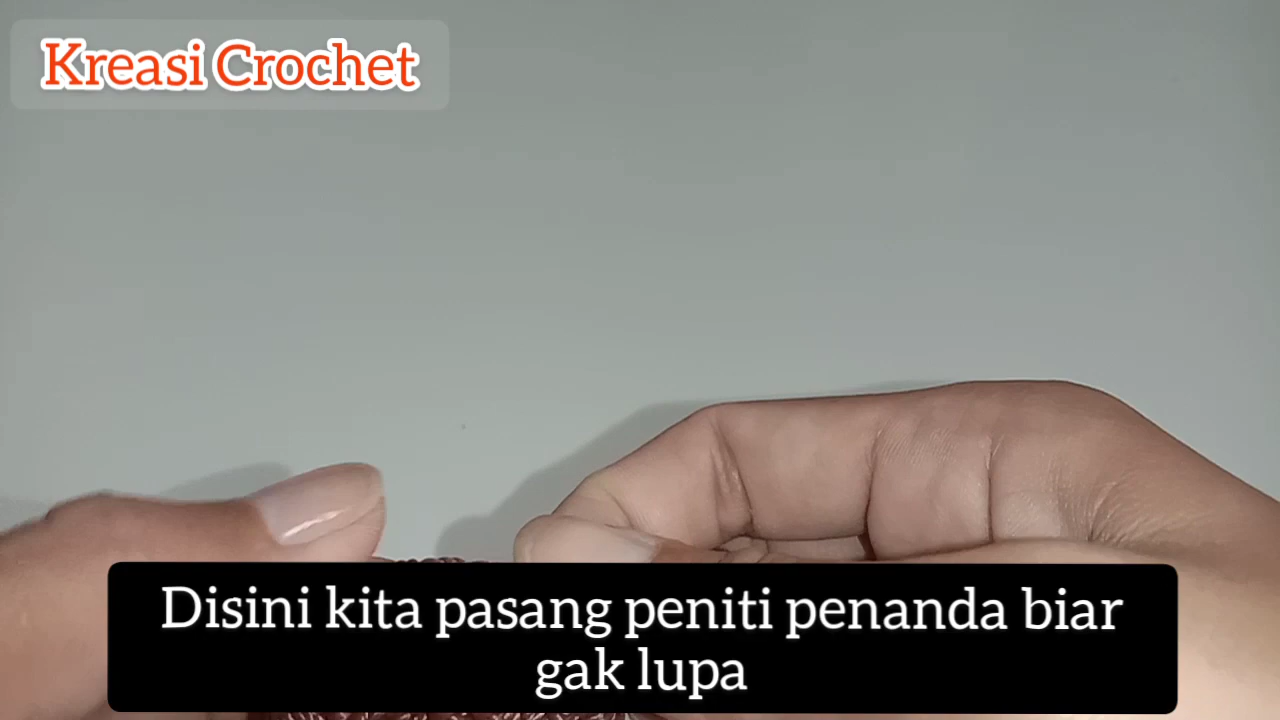 Kreasi Crochet
Disini kita pasang peniti penanda biar
gak lupa